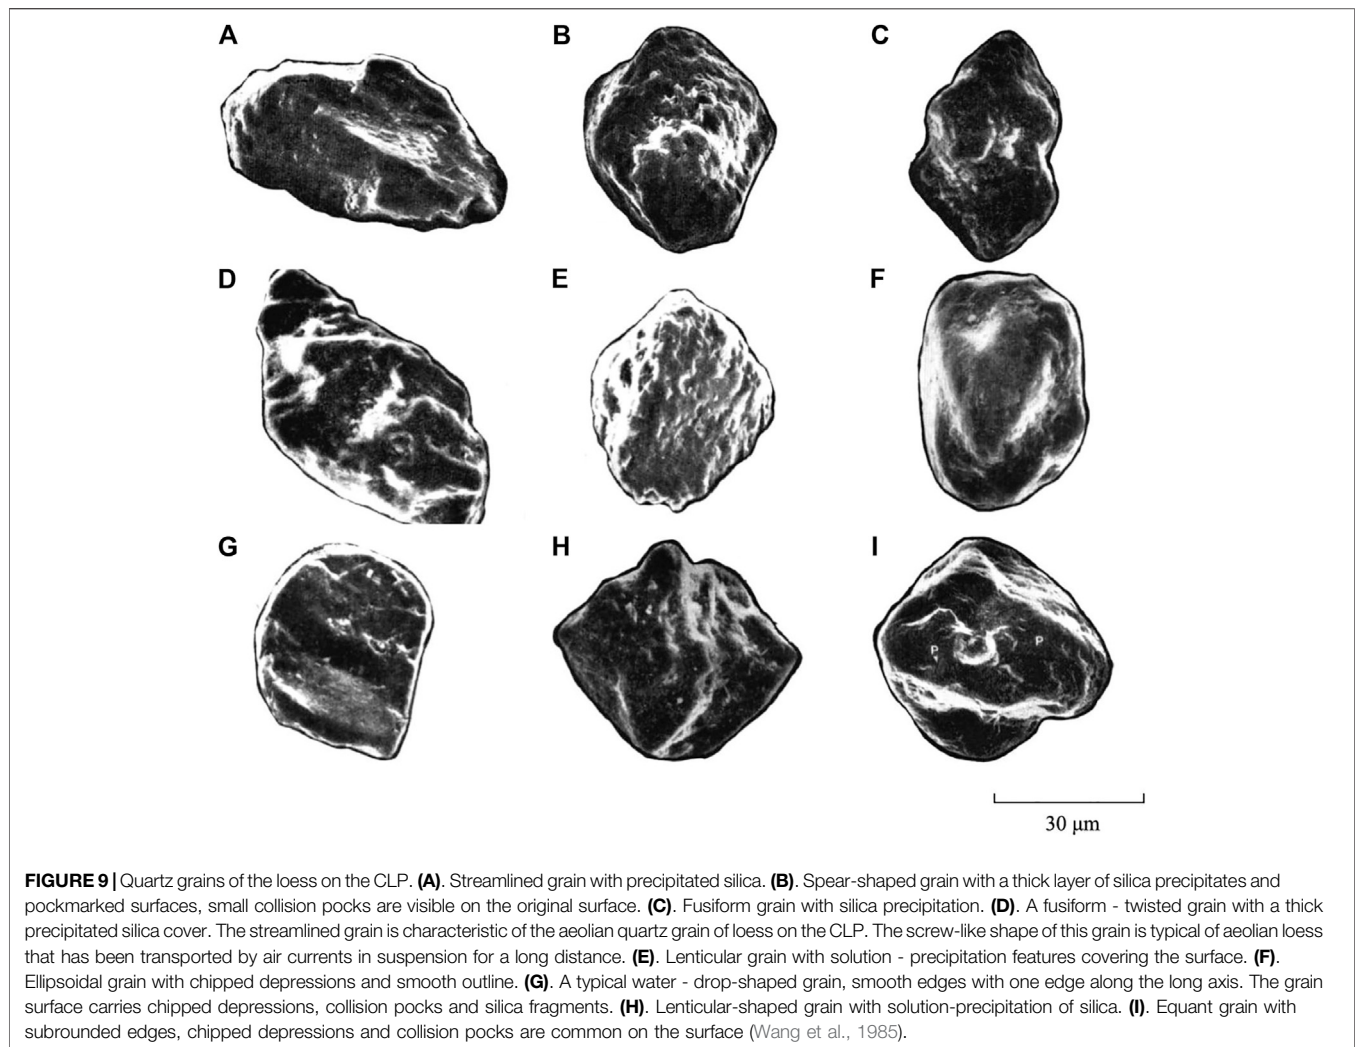 A
B
C
D
E
F
G
H
I
P
P
30 μm
FIGURE 9 | Quartz grains of the loess on the CLP. (A). Streamlined grain with precipitated silica. (B). Spear-shaped grain with a thick layer of silica precipitates and
pockmarked surfaces, small collision pocks are visible on the original surface. (C). Fusiform grain with silica precipitation. (D). A fusiform - twisted grain with a thick
precipitated silica cover. The streamlined grain is characteristic of the aeolian quartz grain of loess on the CLP. The screw-like shape of this grain is typical of aeolian loess
that has been transported by air currents in suspension for a long distance. (E). Lenticular grain with solution - precipitation features covering the surface. (F).
Ellipsoidal grain with chipped depressions and smooth outline. (G). A typical water - drop-shaped grain, smooth edges with one edge along the long axis. The grain
surface carries chipped depressions, collision pocks and silica fragments. (H). Lenticular-shaped grain with solution-precipitation of silica. (I). Equant grain with
subrounded edges, chipped depressions and collision pocks are common on the surface (Wang et al., 1985).